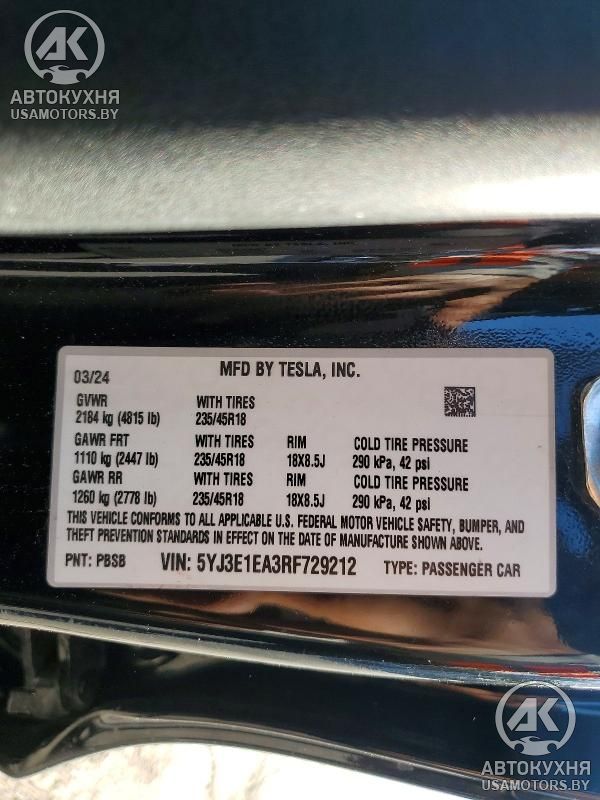 AK
АВТОКУХНЯ
USAMOTORS.BY
MFD BY TESLA, INC.
03/24
GVWR WITH TIRES
2184 kg (4815 lb) 235/45R18
GAWR FRT WITH TIRES RIM COLD TIRE PRESSURE
1110 kg (2447 lb) 235/45R18 18X8.5J 290 kPa, 42 psi
GAWR RR WITH TIRES RIM COLD TIRE PRESSURE
1260 kg (2778 lb) 235/45R18 18X8.5J 290 kPa, 42 psi
THIS VEHICLE CONFORMS TO ALL APPLICABLE U.S. FEDERAL MOTOR VEHICLE SAFETY, BUMPER, AND
THEFT PREVENTION STANDARDS IN EFFECT ON THE DATE OF MANUFACTURE SHOWN ABOVE.
PNT: PBSB VIN: 5YJ3E1EA3RF729212 TYPE: PASSENGER CAR
AK
АВТОКУХНЯ
USAMOTORS.BY